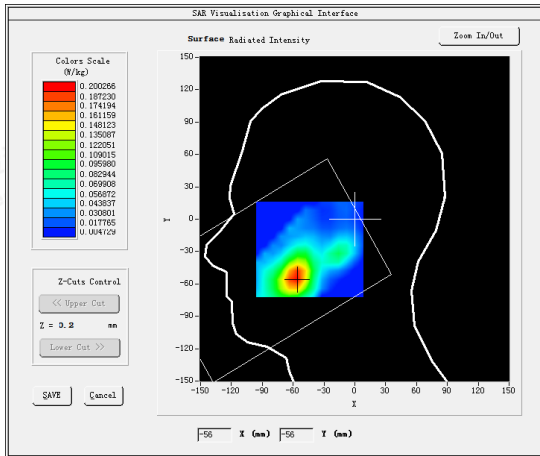 SAR Visualisation Graphical Interface
Surface Radiated Intensity
Zoom In/Out
Colors Scale
(W/kg)
0.200266
0.187230
0.174194
0.161159
0.148123
0.135087
0.122051
0.109015
0.095980
0.082944
0.069908
0.056872
0.043837
0.030801
0.017765
0.004729
Z-Cuts Control
<< Upper Cut
Z = 0.2 mm
Lower Cut >>
SAVE Cancel
150
120
90
60
30
0
-30
-60
-90
-120
-150
Y
-150 -120 -90 -60 -30 0 30 60 90 120 150
X
-56 X (mm) -56 Y (mm)